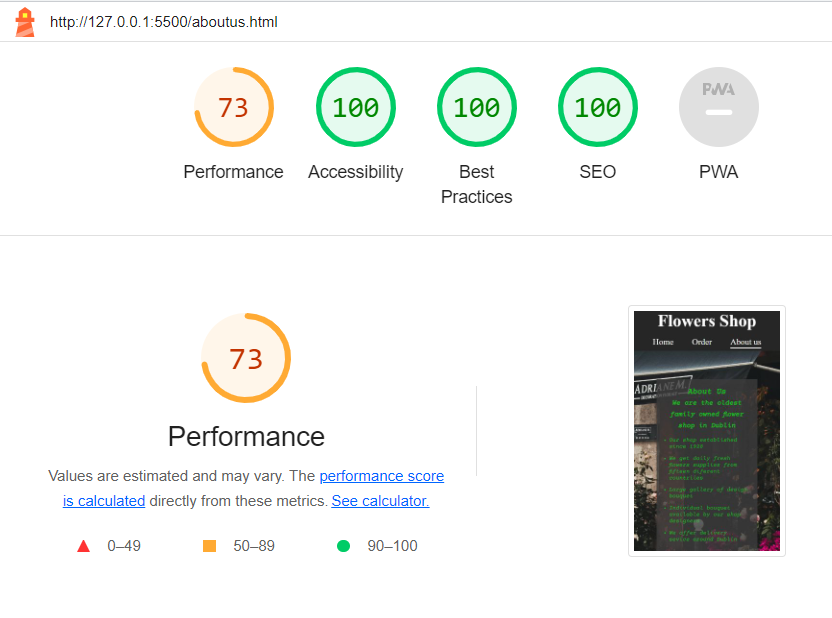 http://127.0.0.1:5500/aboutus.html
73
100
100
100
PWA
Performance
Accessibility
Best
Practices
SEO
PWA
73
Performance
Values are estimated and may vary. The performance score
is calculated directly from these metrics. See calculator.
0–49
50–89
90–100
Flowers Shop
Home
Order
About us
ADRIANE M.
About Us
We are the oldest
family owned flower
shop in Dublin
- Our shop established
since 1969
- We get daily fresh
flowers supplies from
fifteen different
countries
- Large gallery of design
- Individual
available by our shop
designers
- We offer delivery
service around Dublin